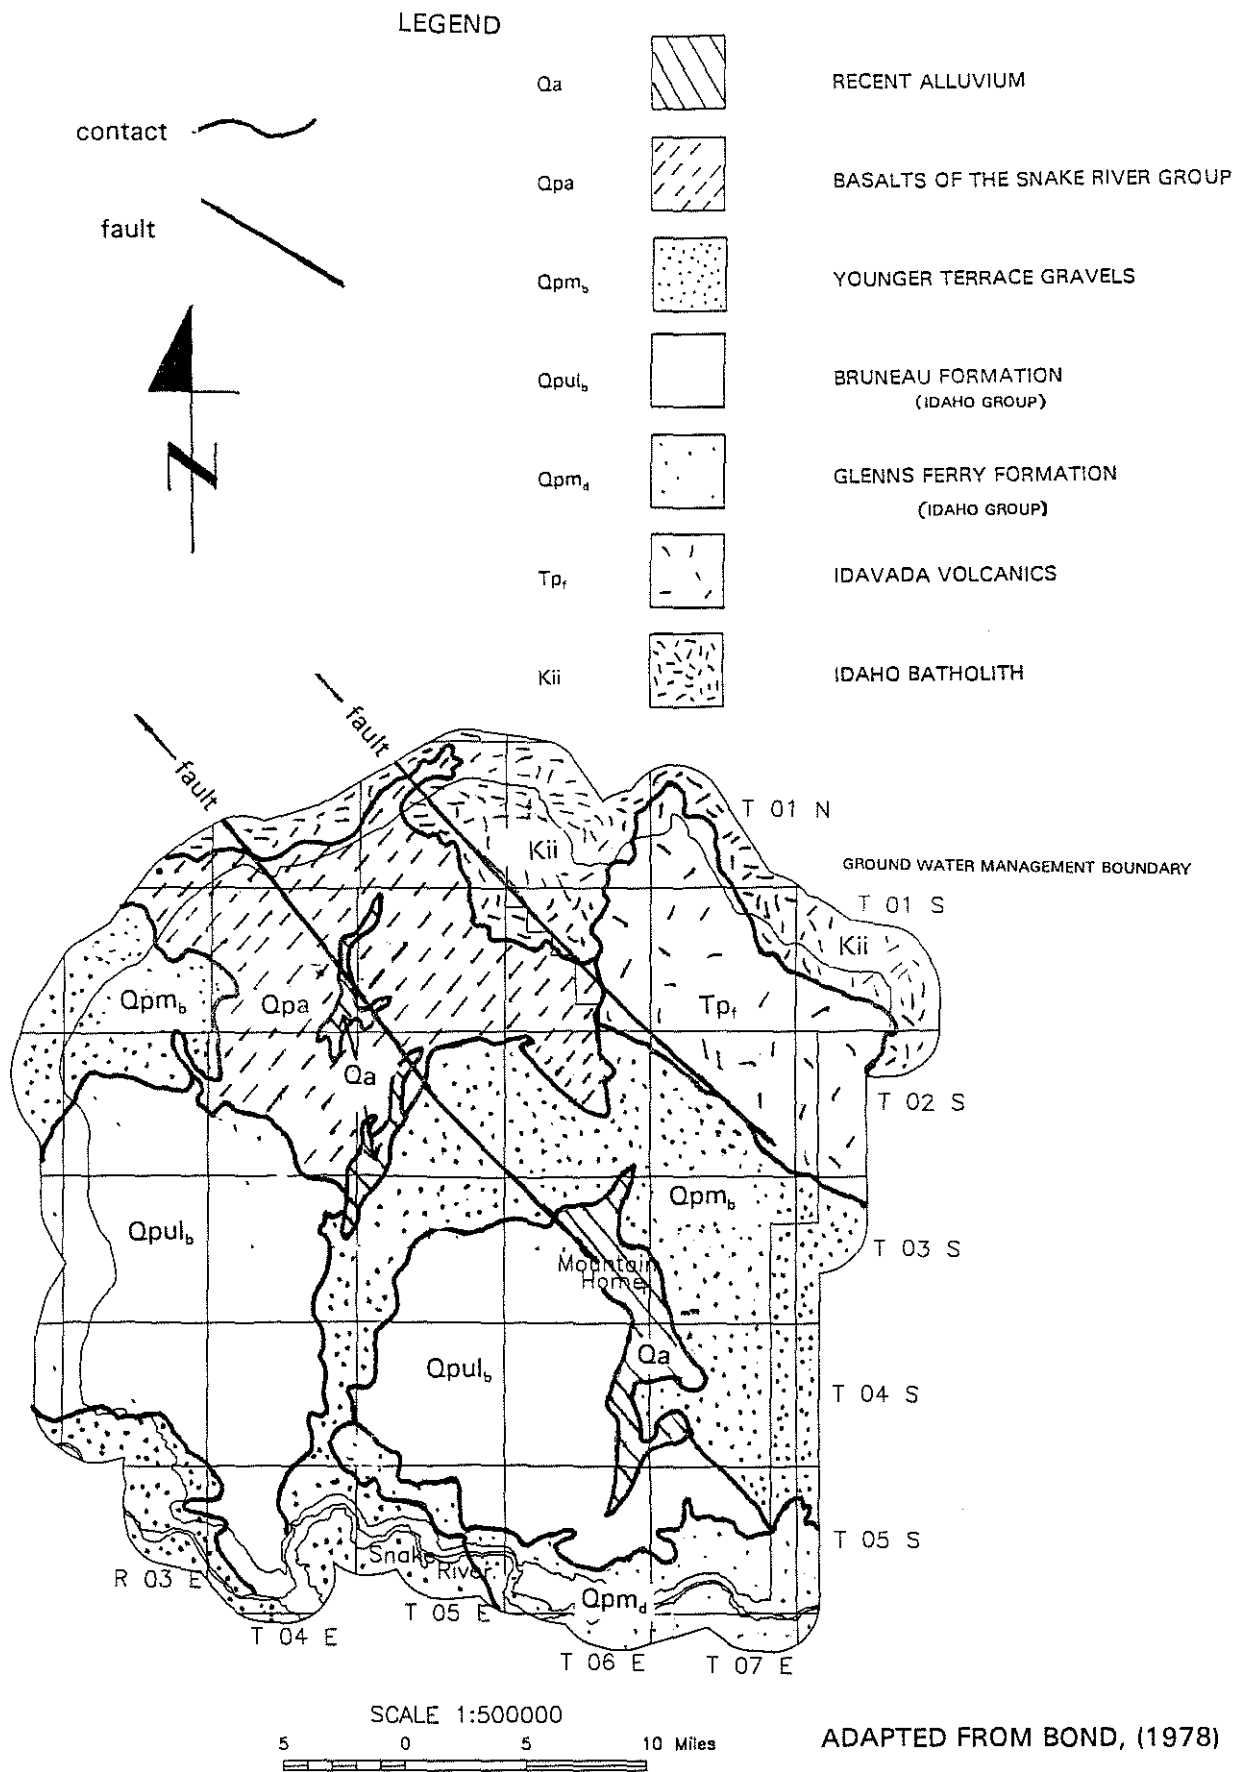 LEGEND
contact
fault
N
Qa RECENT ALLUVIUM
Qpa BASALTS OF THE SNAKE RIVER GROUP
Qpm_b YOUNGER TERRACE GRAVELS
Qpul_b BRUNEAU FORMATION
(IDAHO GROUP)
Qpm_d GLENNS FERRY FORMATION
(IDAHO GROUP)
Tp_f IDAVADA VOLCANICS
Kii IDAHO BATHOLITH
fault
fault
T 01 N
Kii
GROUND WATER MANAGEMENT BOUNDARY
T 01 S
Kii
Qpm_b
Qpa
Tp_f
Qa
T 02 S
Qpm_b
Qpul_b
T 03 S
Mountain
Home
Qa
Qpul_b
T 04 S
T 05 S
Snake River
R 03 E
Qpm_d
T 05 E
T 04 E
T 06 E
T 07 E
SCALE 1:500000
5 0 5 10 Miles
ADAPTED FROM BOND, (1978)